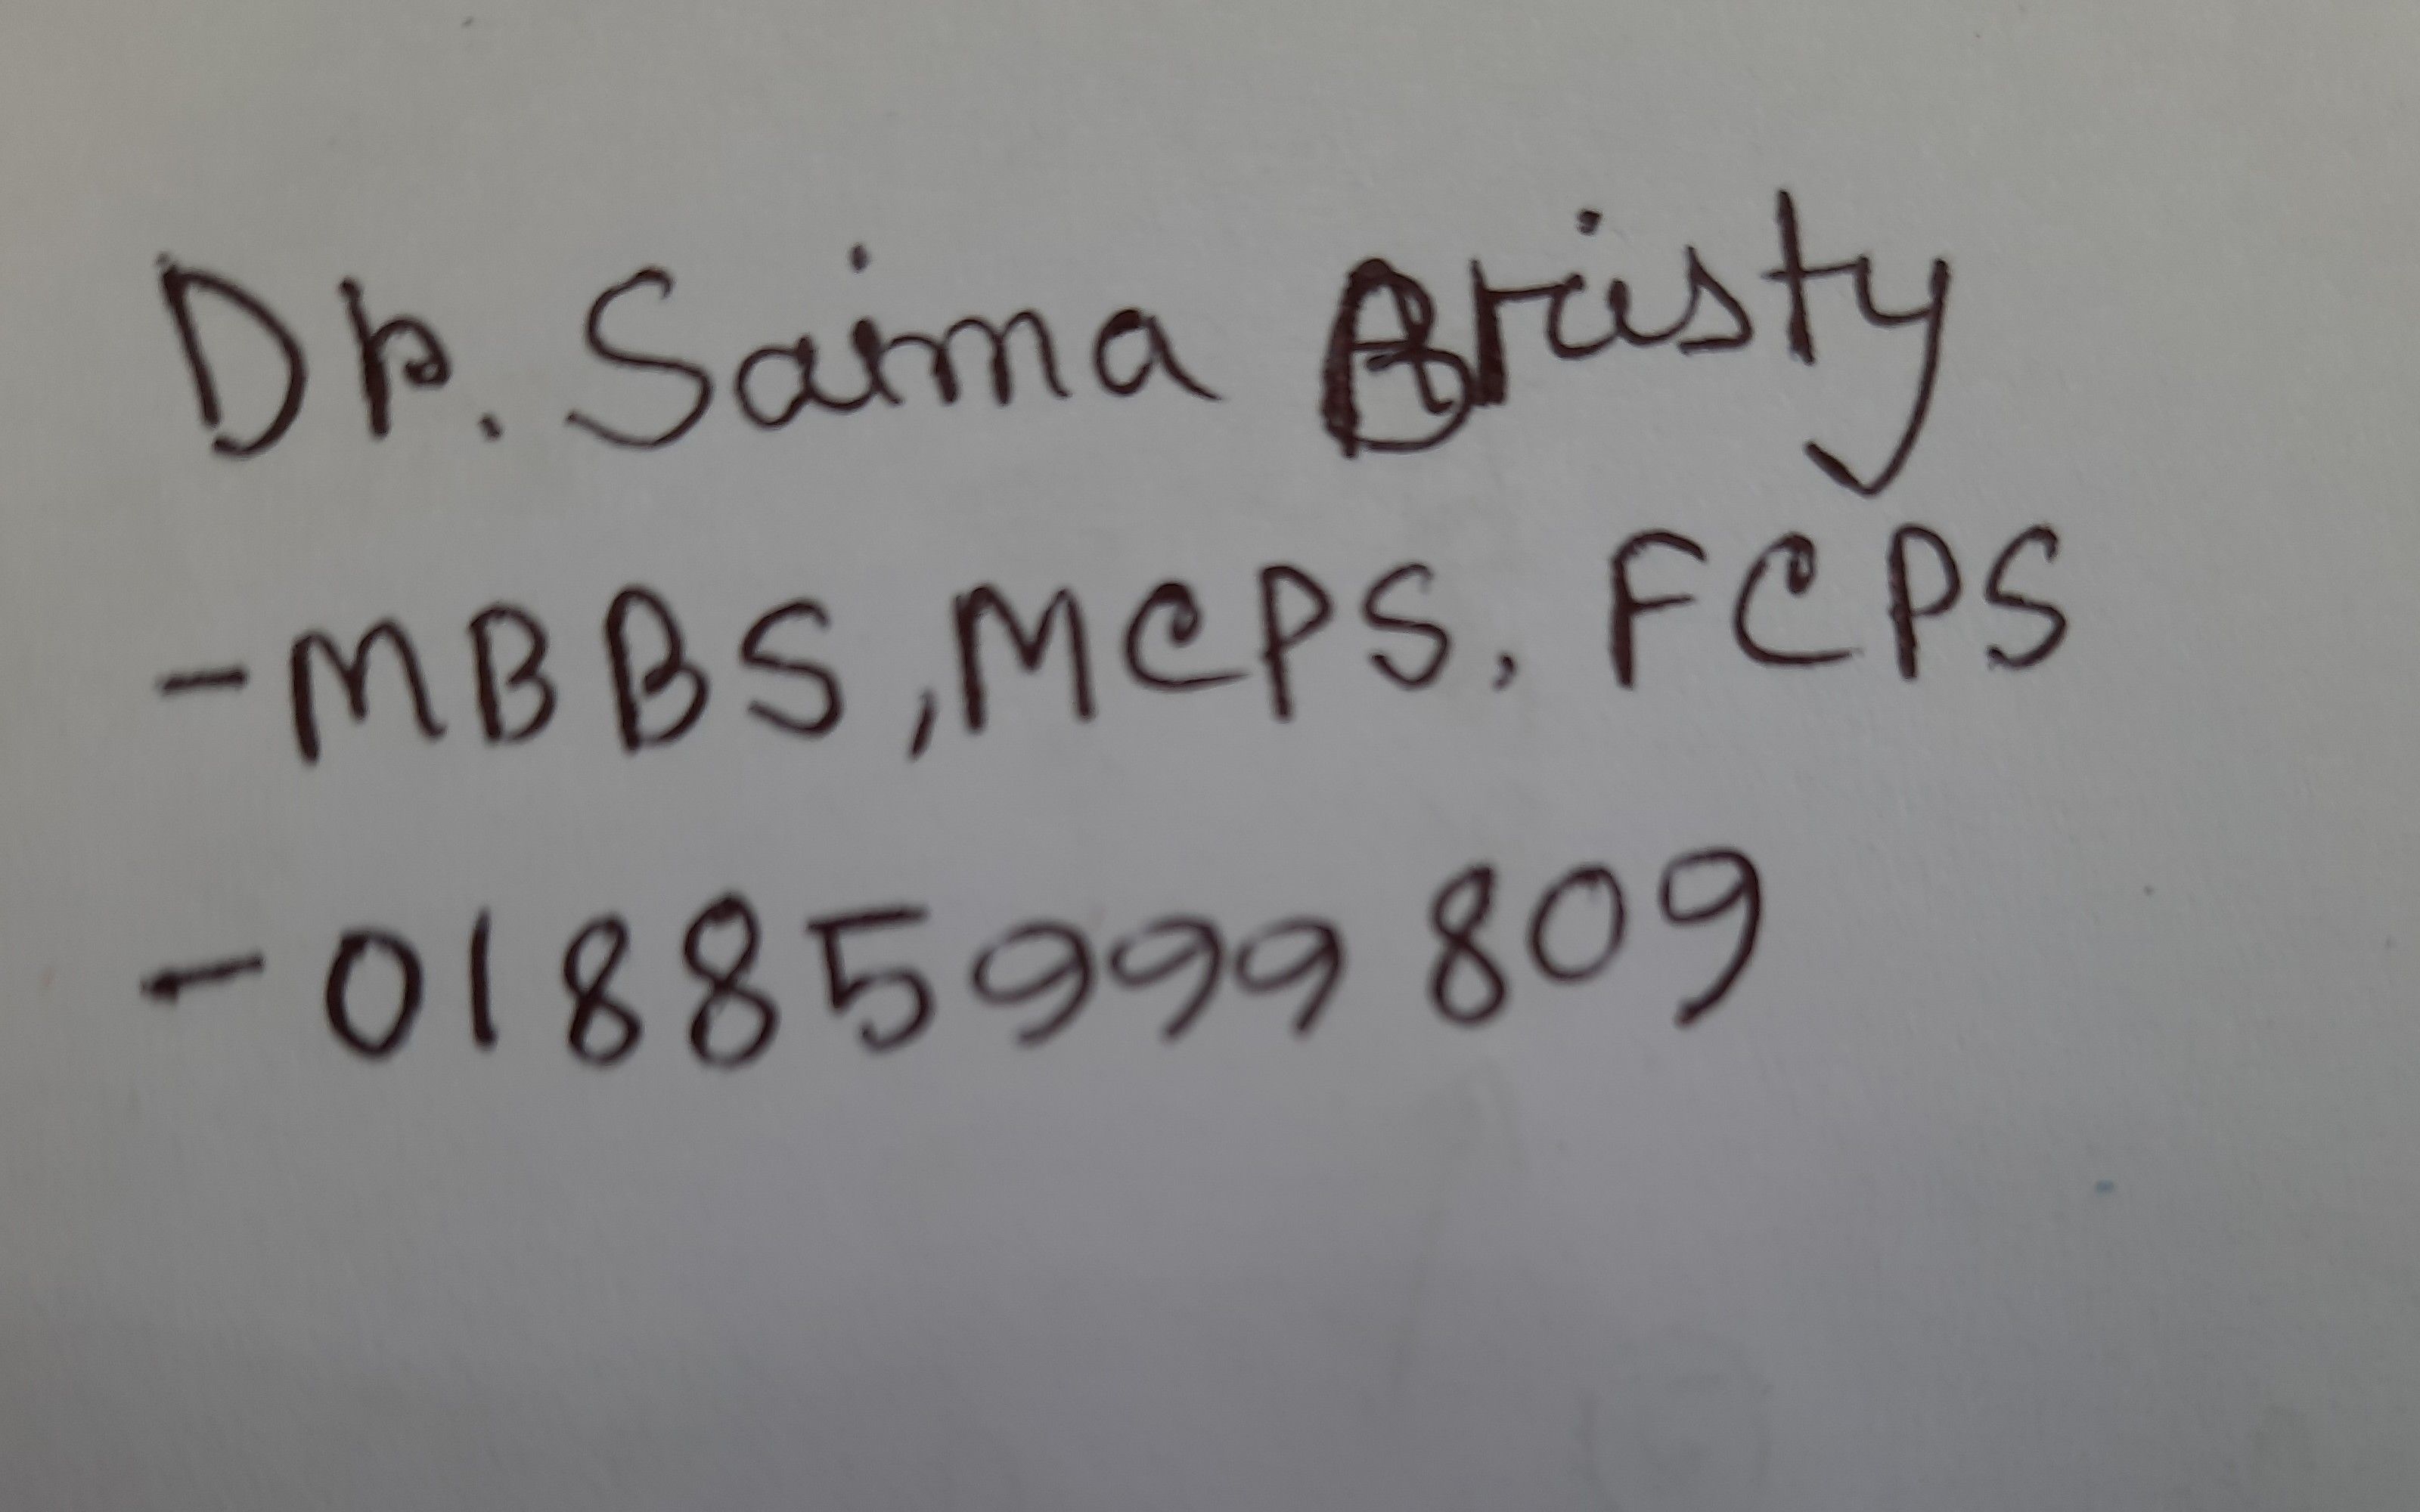 Dr. Saima Bristy
-MBBS, MCPS, FCPS
-01885999809